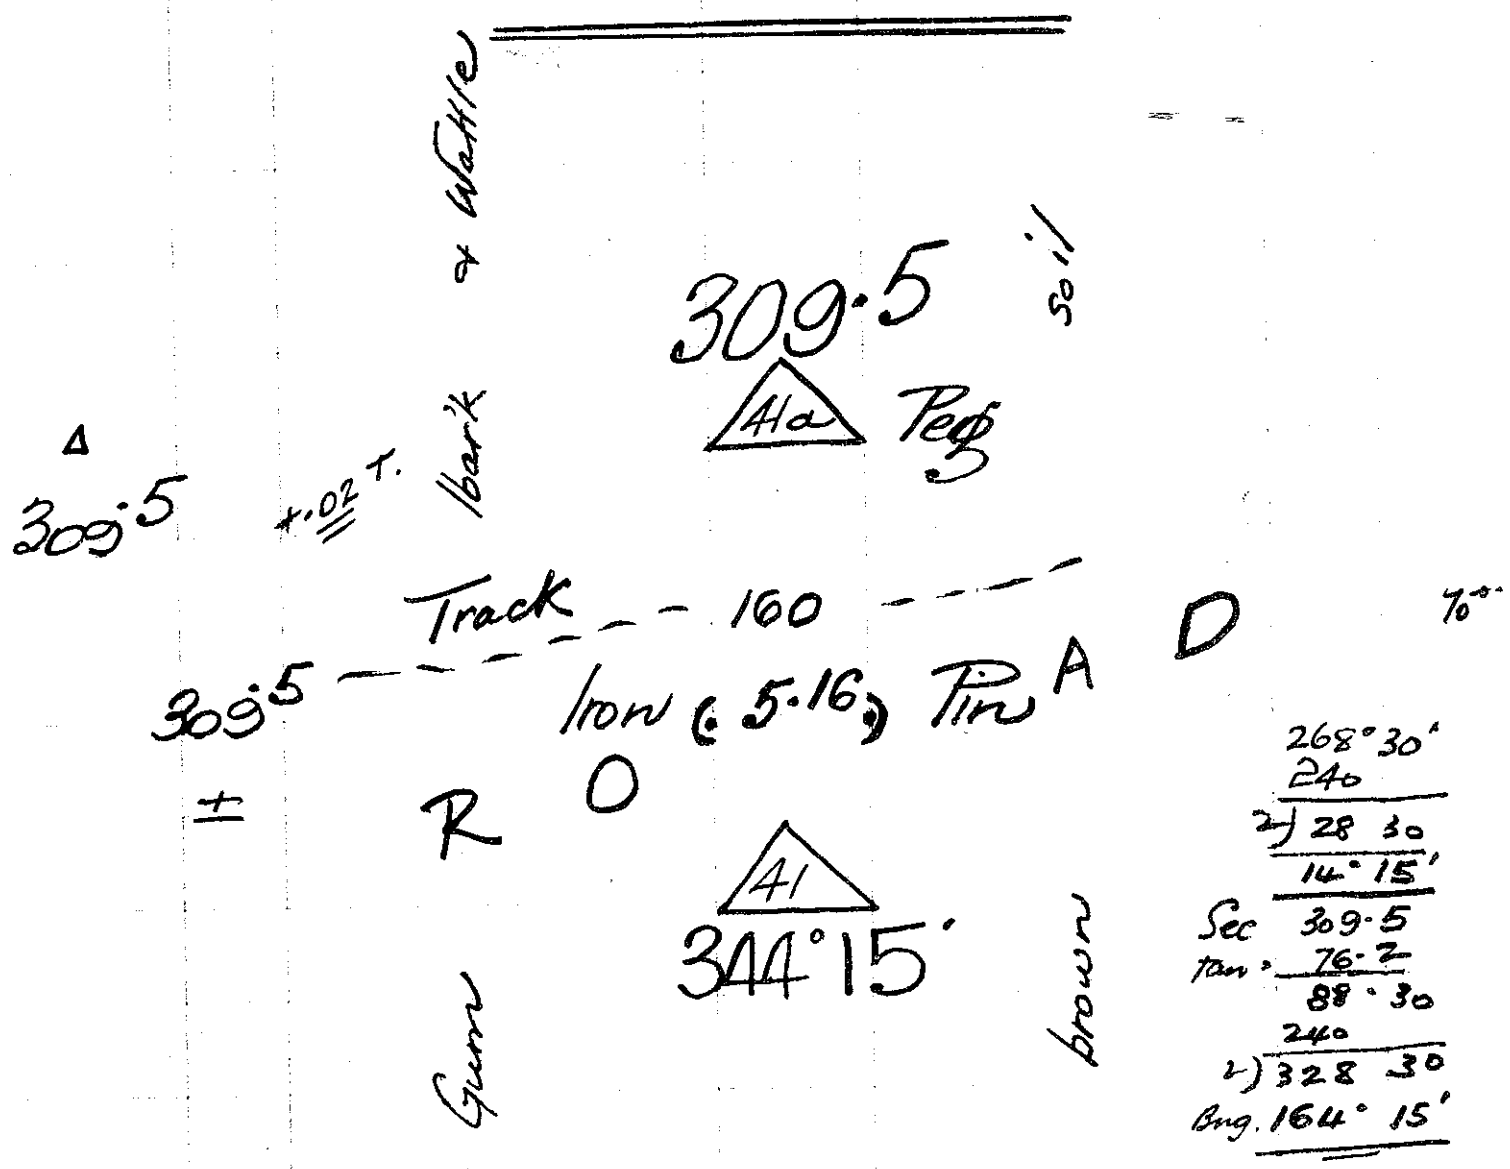 Gum Ibark & Wattle
brown soil
309.5
41a Peg
Δ
309.5
+.02 T.
Track 160
309.5
±
Iron (. 5.16.) Pin
R O A D
41
344°15'
268°30'
240
2) 28 30
14° 15'
Sec 309.5
tan. 76.2
88.30
240
2) 328 30
Bng. 164° 15'